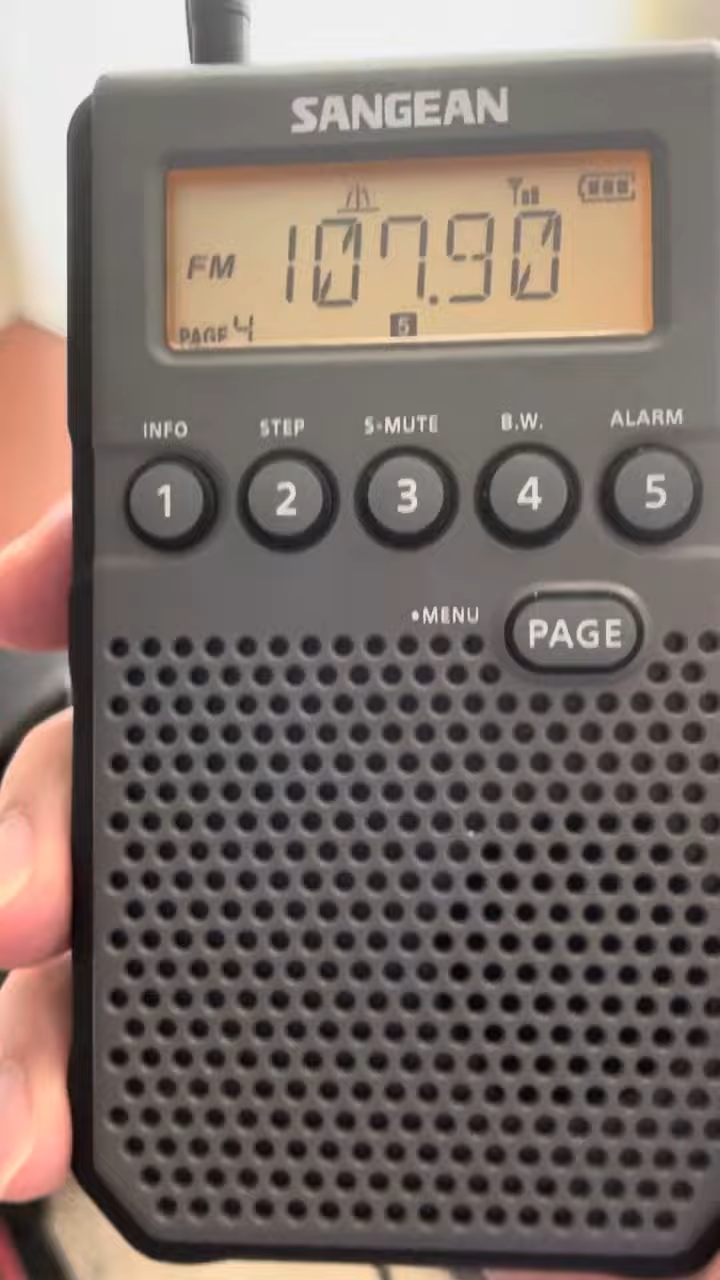 SANGEAN
FM 107.90
PAGE 4 5
INFO STEP S-MUTE B.W. ALARM
1 2 3 4 5
•MENU PAGE